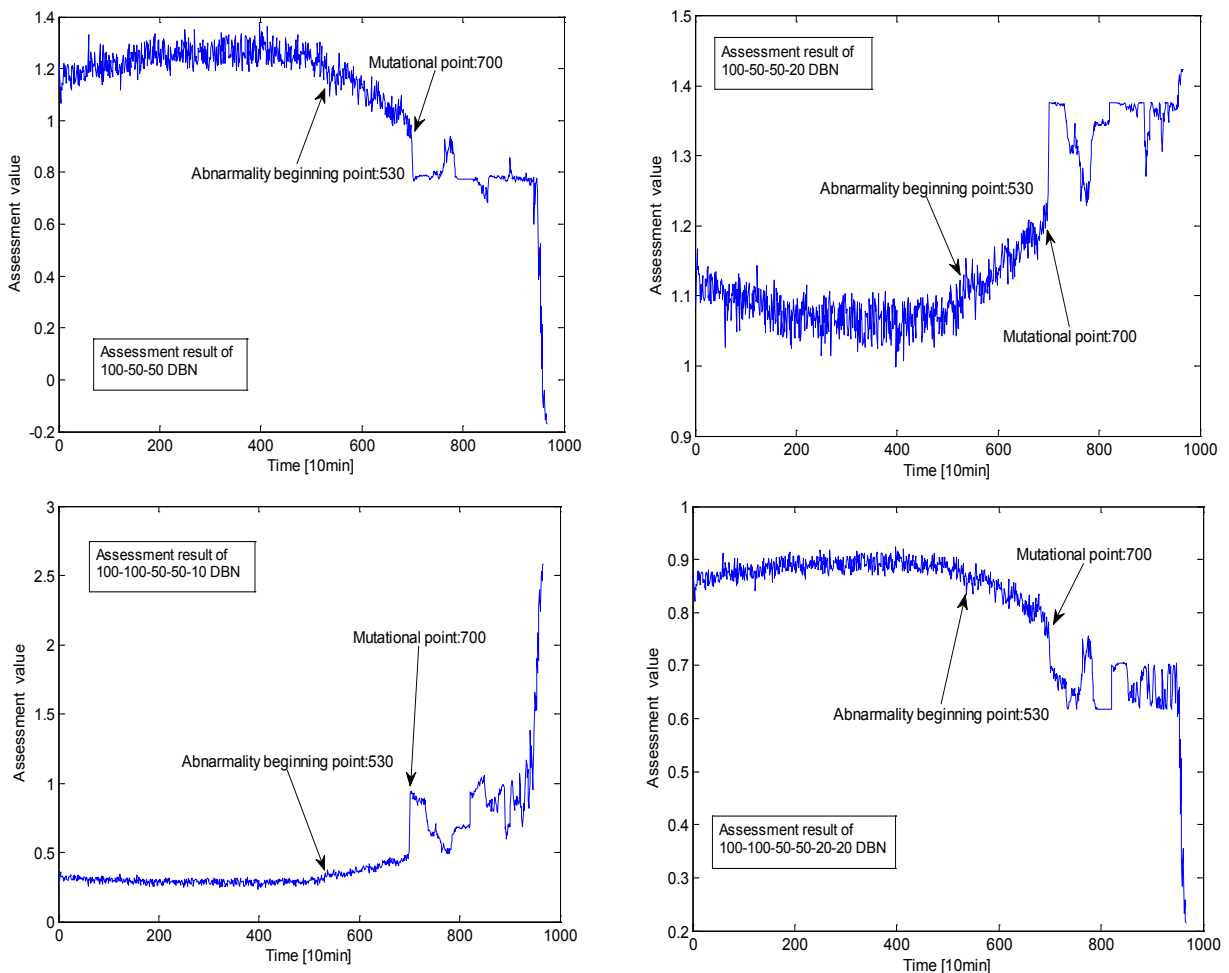 1.4
1.2
1
0.8
0.6
0.4
0.2
0
-0.2
Assessment value
Mutational point:700
Abnarmality beginning point:530
Assessment result of
100-50-50 DBN
0 200 400 600 800 1000
Time [10min]
1.5
1.4
1.3
1.2
1.1
1
0.9
Assessment value
Assessment result of
100-50-50-20 DBN
Abnarmality beginning point:530
Mutational point:700
0 200 400 600 800 1000
Time [10min]
3
2.5
2
1.5
1
0.5
0
Assessment value
Assessment result of
100-100-50-50-10 DBN
Mutational point:700
Abnarmality beginning point:530
0 200 400 600 800 1000
Time [10min]
1
0.9
0.8
0.7
0.6
0.5
0.4
0.3
0.2
Assessment value
Mutational point:700
Abnarmality beginning point:530
Assessment result of
100-100-50-50-20-20 DBN
0 200 400 600 800 1000
Time [10min]